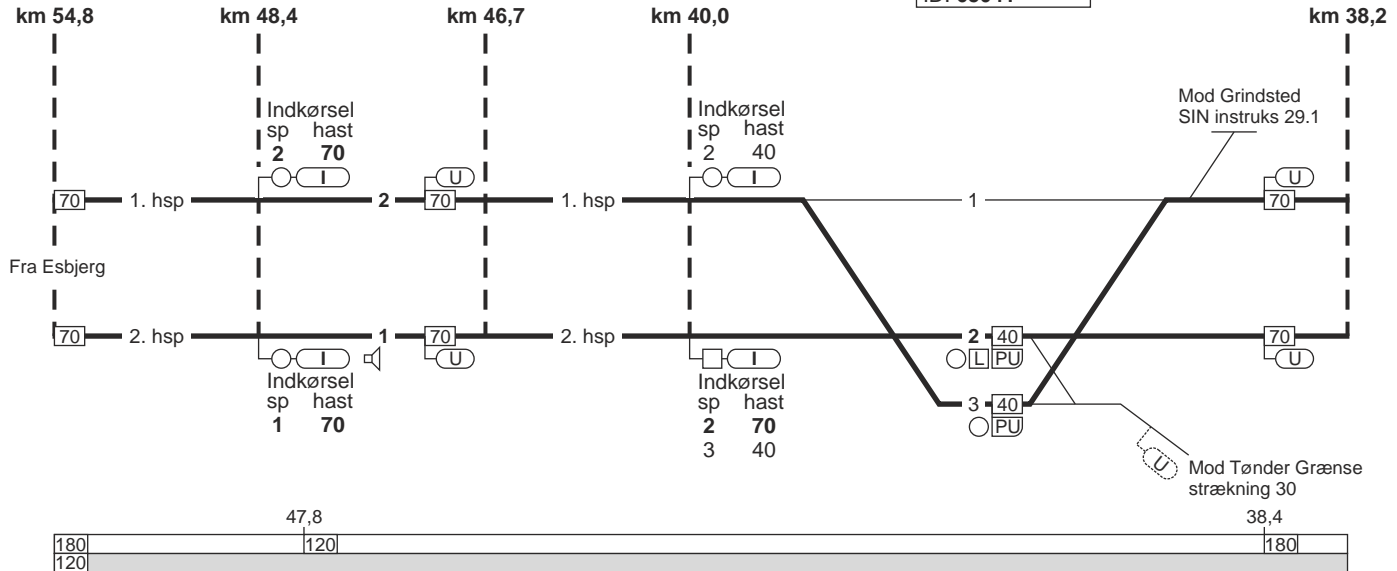 km 54,8
km 48,4
km 46,7
km 40,0
km 38,2
Indkørsel
sp hast
2 70
I
U
Indkørsel
sp hast
2 40
I
Mod Grindsted
SIN instruks 29.1
U
70
1. hsp
2
70
1. hsp
1
70
Fra Esbjerg
70
2. hsp
1
70
2. hsp
2
40
70
I
U
I
L
PU
U
Indkørsel
sp hast
1 70
Indkørsel
sp hast
2 70
3 40
3
40
PU
U
Mod Tønder Grænse
strækning 30
47,8
38,4
180
120
180
120